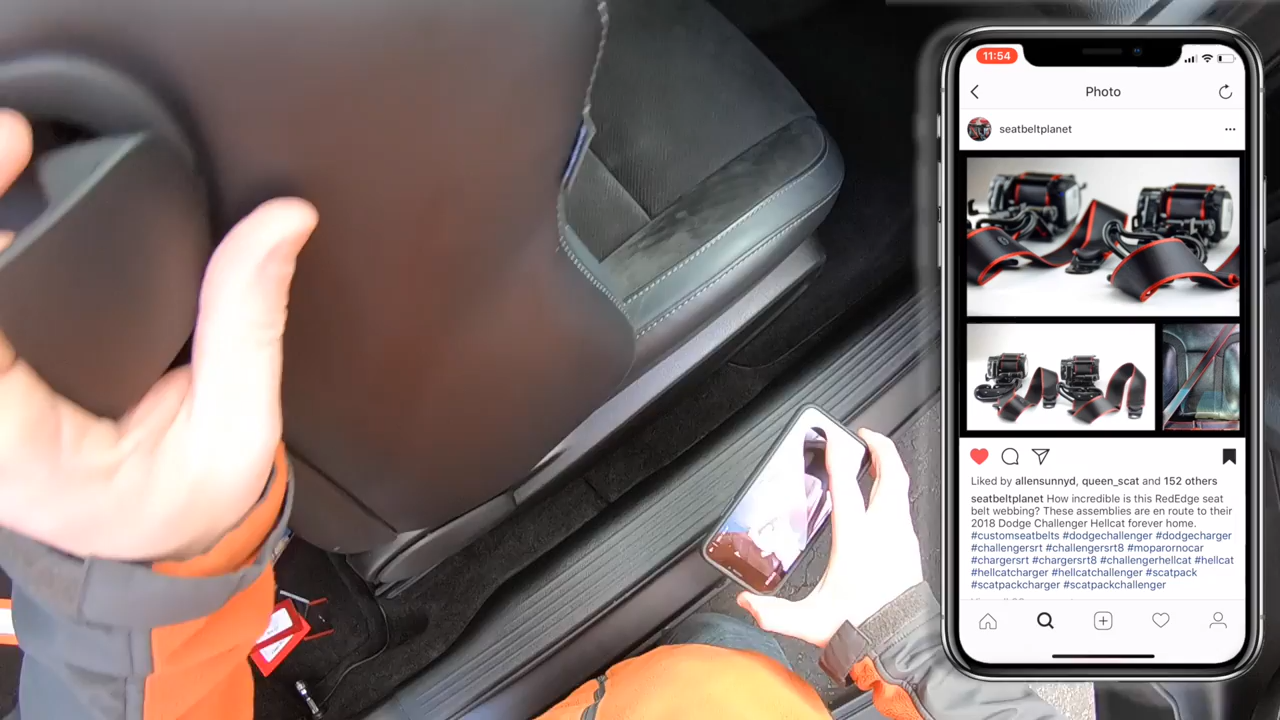 11:54
Photo
seatbeltplanet
Liked by allensunnyd, queen_scat and 152 others
seatbeltplanet How incredible is this RedEdge seat
belt webbing? These assemblies are en route to their
2018 Dodge Challenger Hellcat forever home.
#customseatbelts #dodgechallenger #dodgecharger
#challengersrt #challengersrt8 #moparornocar
#chargersrt #chargersrt8 #challengerhellcat #hellcat
#hellcatcharger #hellcatchallenger #scatpack
#scatpackcharger #scatpackchallenger